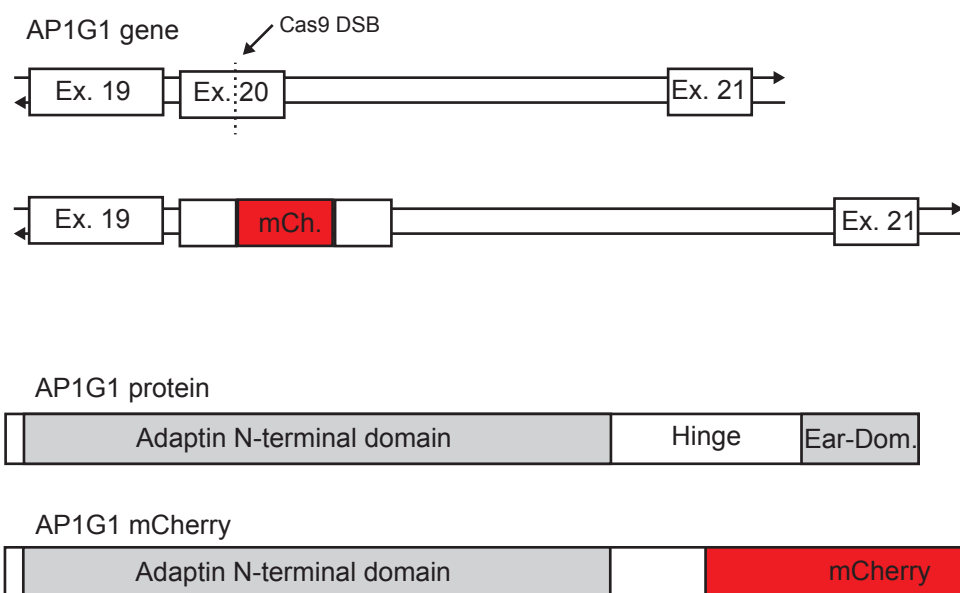 AP1G1 gene
Cas9 DSB
Ex. 19
Ex. 20
Ex. 21
Ex. 19
mCh.
Ex. 21
AP1G1 protein
Adaptin N-terminal domain
Hinge
Ear-Dom.
AP1G1 mCherry
Adaptin N-terminal domain
mCherry